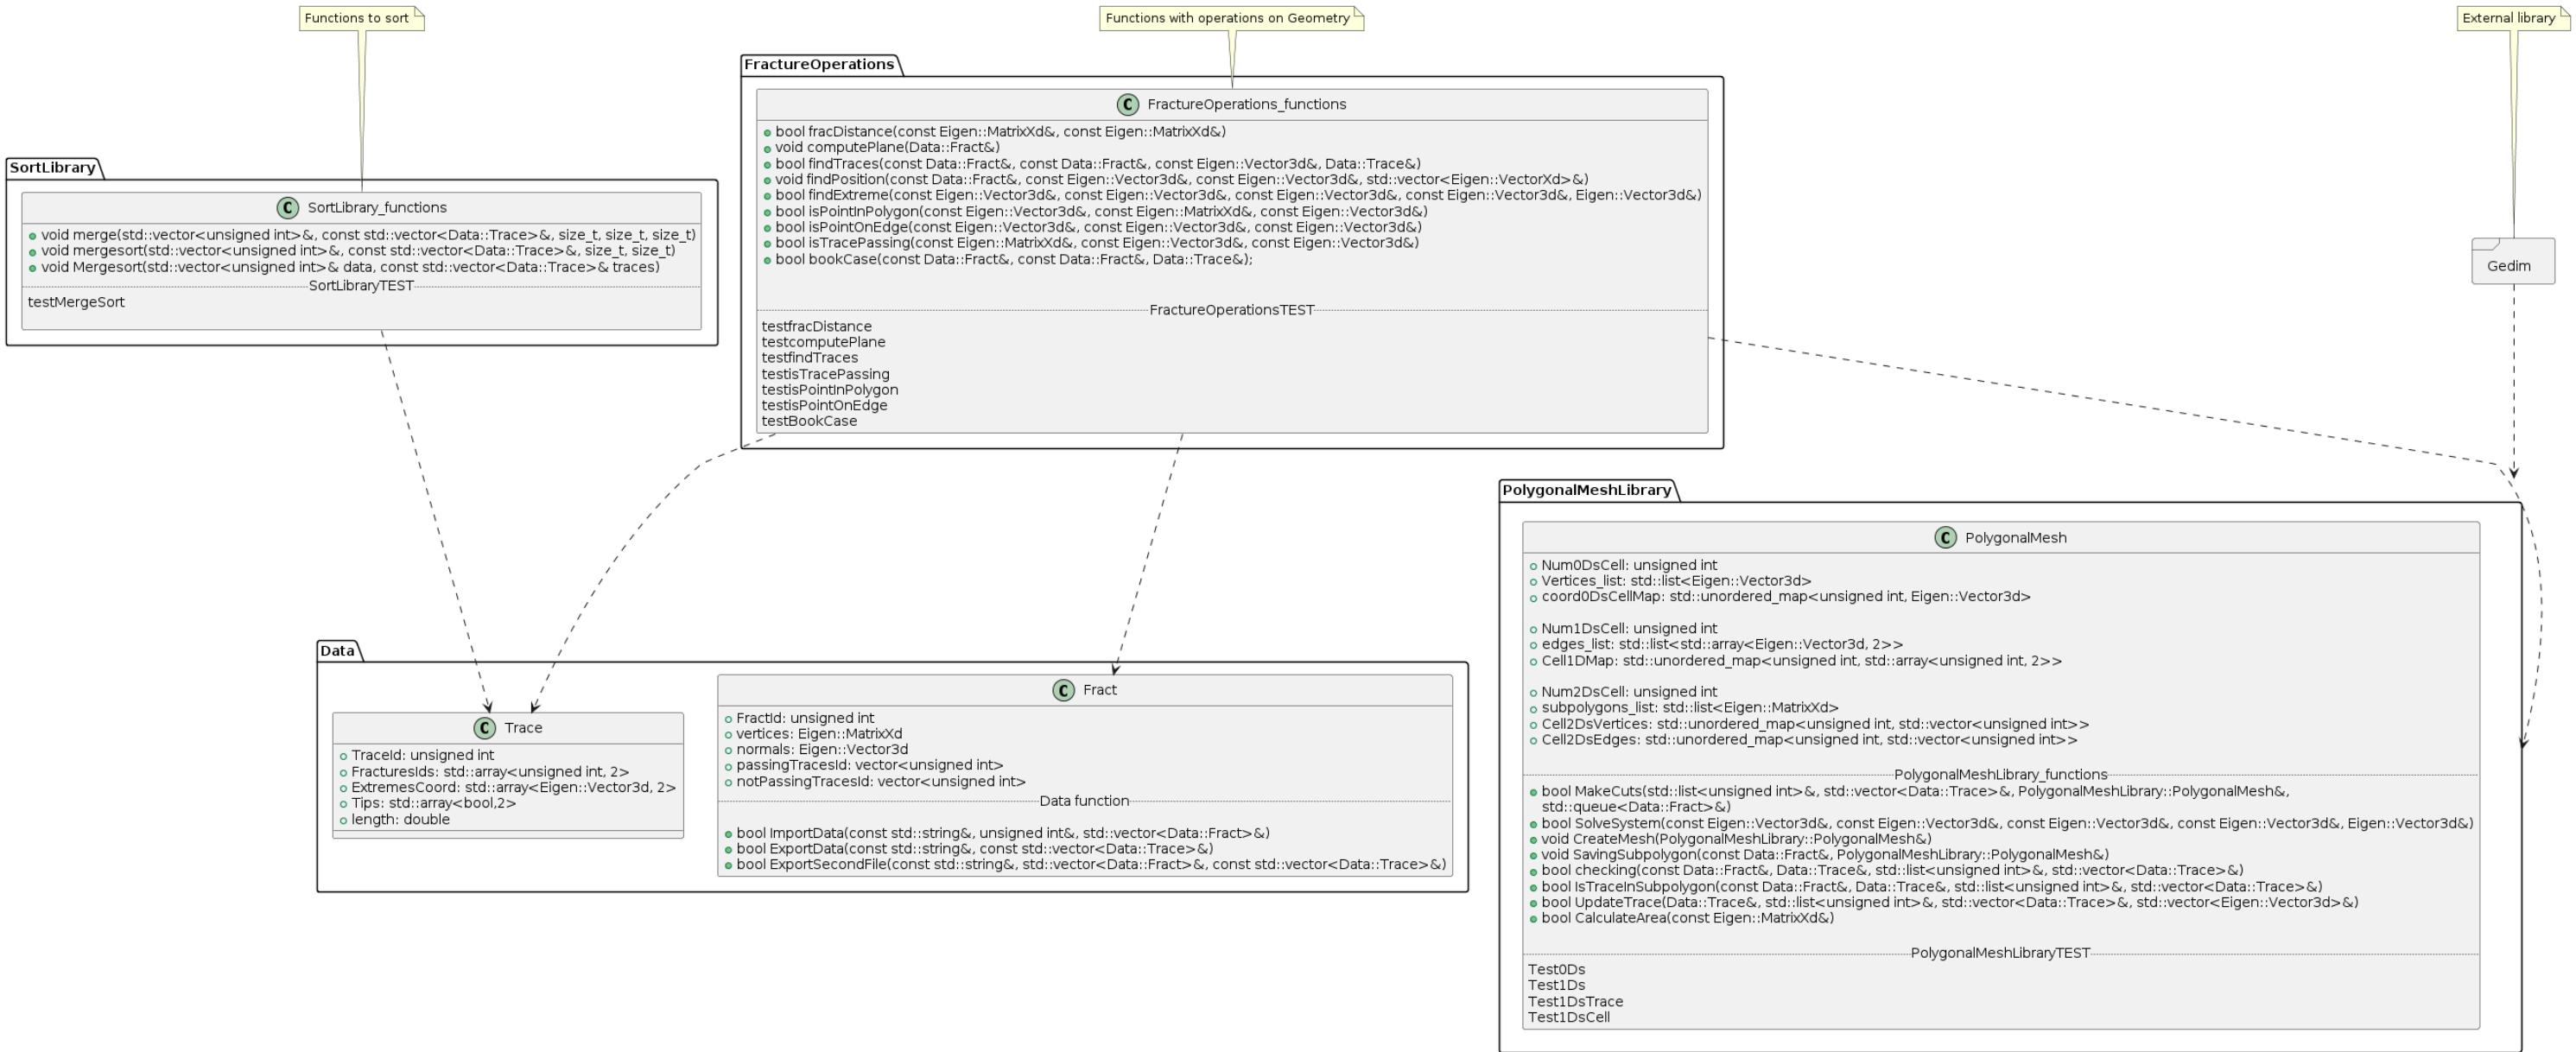 Functions to sort
Functions with operations on Geometry
External library
SortLibrary
SortLibrary_functions
void merge(std::vector<unsigned int>&, const std::vector<Data::Trace>&, size_t, size_t, size_t)
void mergesort(std::vector<unsigned int>&, const std::vector<Data::Trace>&, size_t, size_t)
void Mergesort(std::vector<unsigned int>& data, const std::vector<Data::Trace>& traces)
SortLibraryTEST
testMergeSort
FractureOperations
FractureOperations_functions
bool fracDistance(const Eigen::MatrixXd&, const Eigen::MatrixXd&)
void computePlane(Data::Fract&)
bool findTraces(const Data::Fract&, const Data::Fract&, const Eigen::Vector3d&, Data::Trace&)
void findPosition(const Data::Fract&, const Eigen::Vector3d&, const Eigen::Vector3d&, std::vector<Eigen::VectorXd>&)
bool findExtreme(const Eigen::Vector3d&, const Eigen::Vector3d&, const Eigen::Vector3d&, const Eigen::Vector3d&, Eigen::Vector3d&)
bool isPointInPolygon(const Eigen::Vector3d&, const Eigen::MatrixXd&, const Eigen::Vector3d&)
bool isPointOnEdge(const Eigen::Vector3d&, const Eigen::Vector3d&, const Eigen::Vector3d&)
bool isTracePassing(const Eigen::MatrixXd&, const Eigen::Vector3d&, const Eigen::Vector3d&)
bool bookCase(const Data::Fract&, const Data::Fract&, Data::Trace&);
FractureOperationsTEST
testfracDistance
testcomputePlane
testfindTraces
testisTracePassing
testisPointInPolygon
testisPointOnEdge
testBookCase
Gedim
Data
Trace
TraceId: unsigned int
FracturesIds: std::array<unsigned int, 2>
ExtremesCoord: std::array<Eigen::Vector3d, 2>
Tips: std::array<bool,2>
length: double
Fract
FractId: unsigned int
vertices: Eigen::MatrixXd
normals: Eigen::Vector3d
passingTracesId: vector<unsigned int>
notPassingTracesId: vector<unsigned int>
Data function
bool ImportData(const std::string&, unsigned int&, std::vector<Data::Fract>&)
bool ExportData(const std::string&, const std::vector<Data::Trace>&)
bool ExportSecondFile(const std::string&, std::vector<Data::Fract>&, const std::vector<Data::Trace>&)
PolygonalMeshLibrary
PolygonalMesh
Num0DsCell: unsigned int
Vertices_list: std::list<Eigen::Vector3d>
coord0DsCellMap: std::unordered_map<unsigned int, Eigen::Vector3d>
Num1DsCell: unsigned int
edges_list: std::list<std::array<Eigen::Vector3d, 2>>
Cell1DMap: std::unordered_map<unsigned int, std::array<unsigned int, 2>>
Num2DsCell: unsigned int
subpolygons_list: std::list<Eigen::MatrixXd>
Cell2DsVertices: std::unordered_map<unsigned int, std::vector<unsigned int>>
Cell2DsEdges: std::unordered_map<unsigned int, std::vector<unsigned int>>
PolygonalMeshLibrary_functions
bool MakeCuts(std::list<unsigned int>&, std::vector<Data::Trace>&, PolygonalMeshLibrary::PolygonalMesh&,
std::queue<Data::Fract>&)
bool SolveSystem(const Eigen::Vector3d&, const Eigen::Vector3d&, const Eigen::Vector3d&, const Eigen::Vector3d&, Eigen::Vector3d&)
void CreateMesh(PolygonalMeshLibrary::PolygonalMesh&)
void SavingSubpolygon(const Data::Fract&, PolygonalMeshLibrary::PolygonalMesh&)
bool checking(const Data::Fract&, Data::Trace&, std::list<unsigned int>&, std::vector<Data::Trace>&)
bool IsTraceInSubpolygon(const Data::Fract&, Data::Trace&, std::list<unsigned int>&, std::vector<Data::Trace>&)
bool UpdateTrace(Data::Trace&, std::list<unsigned int>&, std::vector<Data::Trace>&, std::vector<Eigen::Vector3d>&)
bool CalculateArea(const Eigen::MatrixXd&)
PolygonalMeshLibraryTEST
Test0Ds
Test1Ds
Test1DsTrace
Test1DsCell